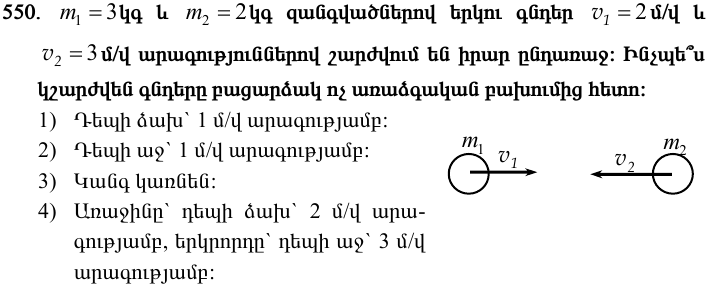 550. m₁ = 3կգ և m₂ = 2կգ զանգվածներով երկու գնդեր v₁ = 2մ/վ և
v₂ = 3մ/վ արագություններով շարժվում են իրար ընդառաջ: Ինչպե՞ս
կշարժվեն գնդերը բացարձակ ոչ առաձգական բախումից հետո:
1) Դեպի ձախ՝ 1 մ/վ արագությամբ:
2) Դեպի աջ՝ 1 մ/վ արագությամբ:
3) Կանգ կառնեն:
4) Առաջինը՝ դեպի ձախ՝ 2 մ/վ արա-
գությամբ, երկրորդը՝ դեպի աջ՝ 3 մ/վ
արագությամբ:
m₁ v₁ v₂ m₂